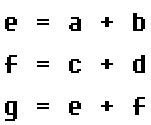 e = a + b
f = c + d
g = e + f